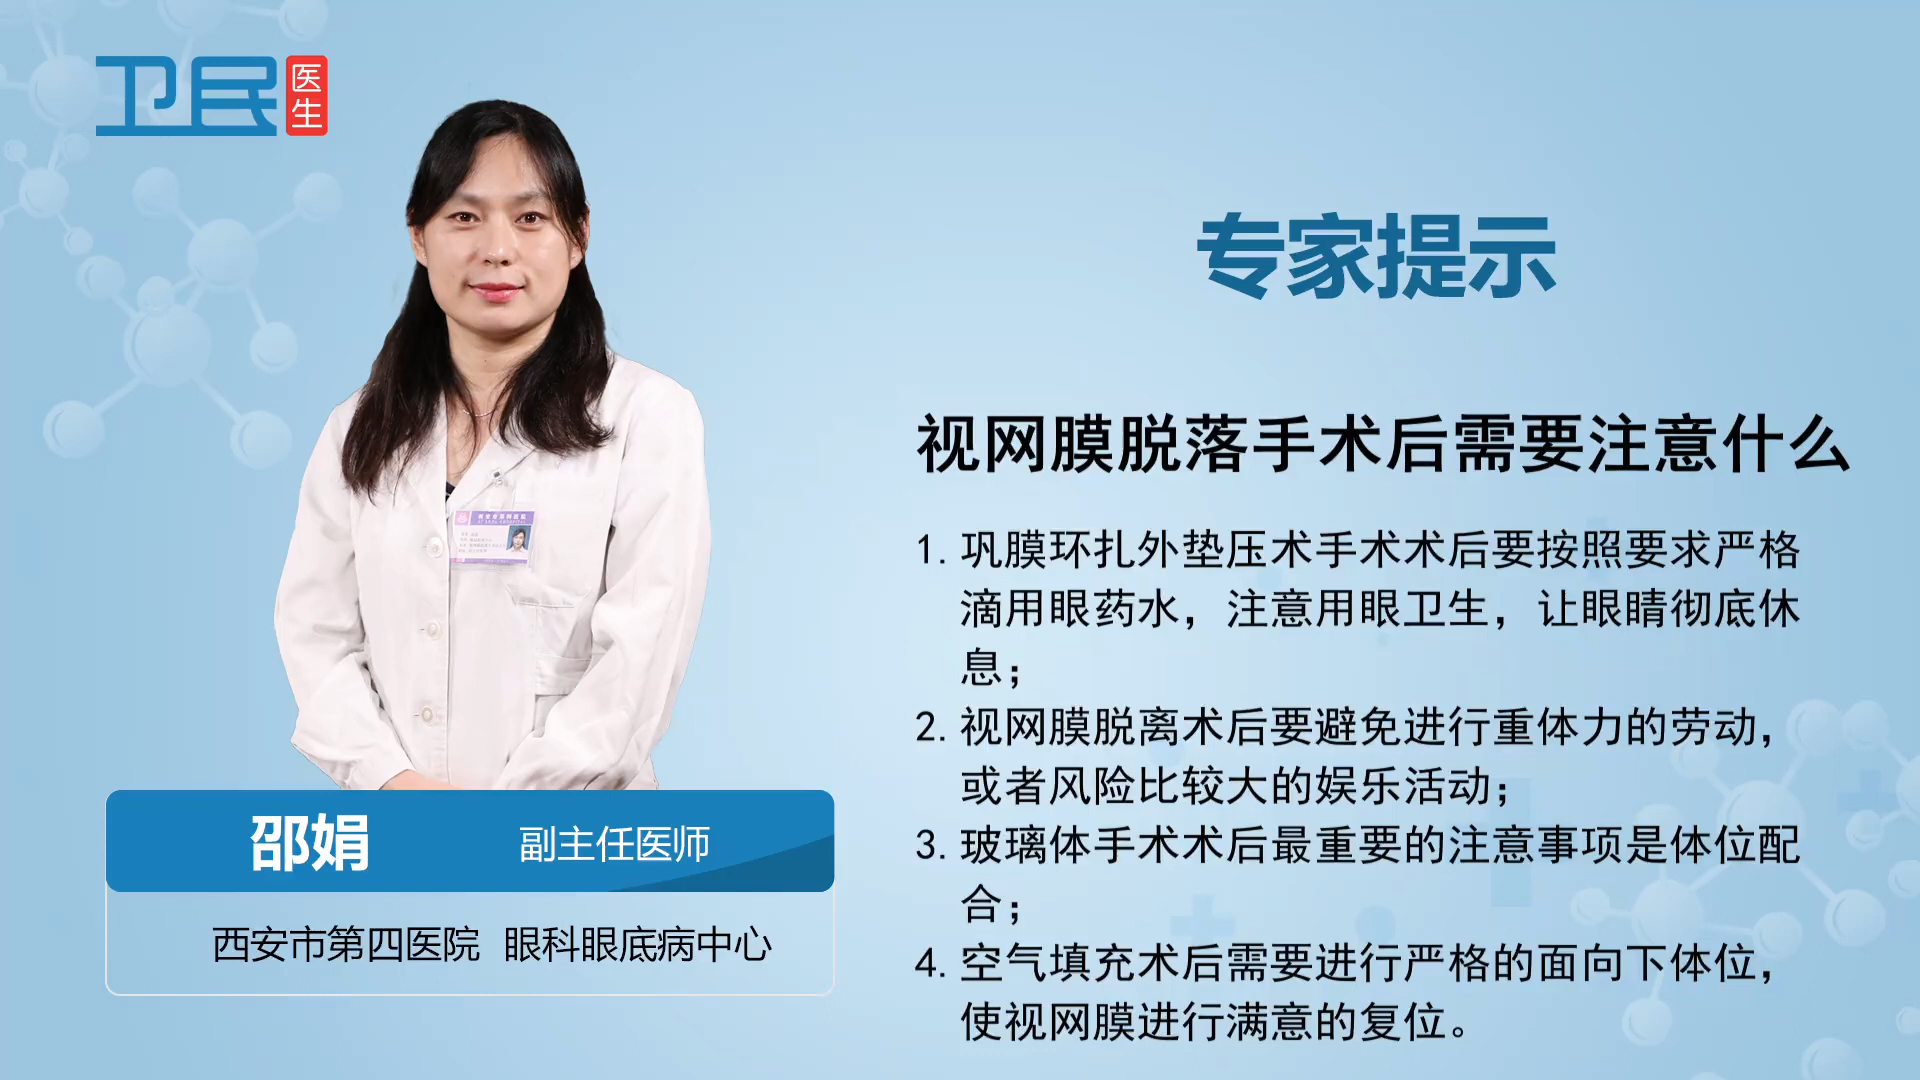 卫民医生
专家提示
视网膜脱落手术后需要注意什么
1. 巩膜环扎外垫压术手术术后要按照要求严格
滴用眼药水，注意用眼卫生，让眼睛彻底休
息；
2. 视网膜脱离术后要避免进行重体力的劳动，
或者风险比较大的娱乐活动；
3. 玻璃体手术术后最重要的注意事项是体位配
合；
4. 空气填充术后需要进行严格的面向下体位，
使视网膜进行满意的复位。
邵娟 副主任医师
西安市第四医院 眼科眼底病中心